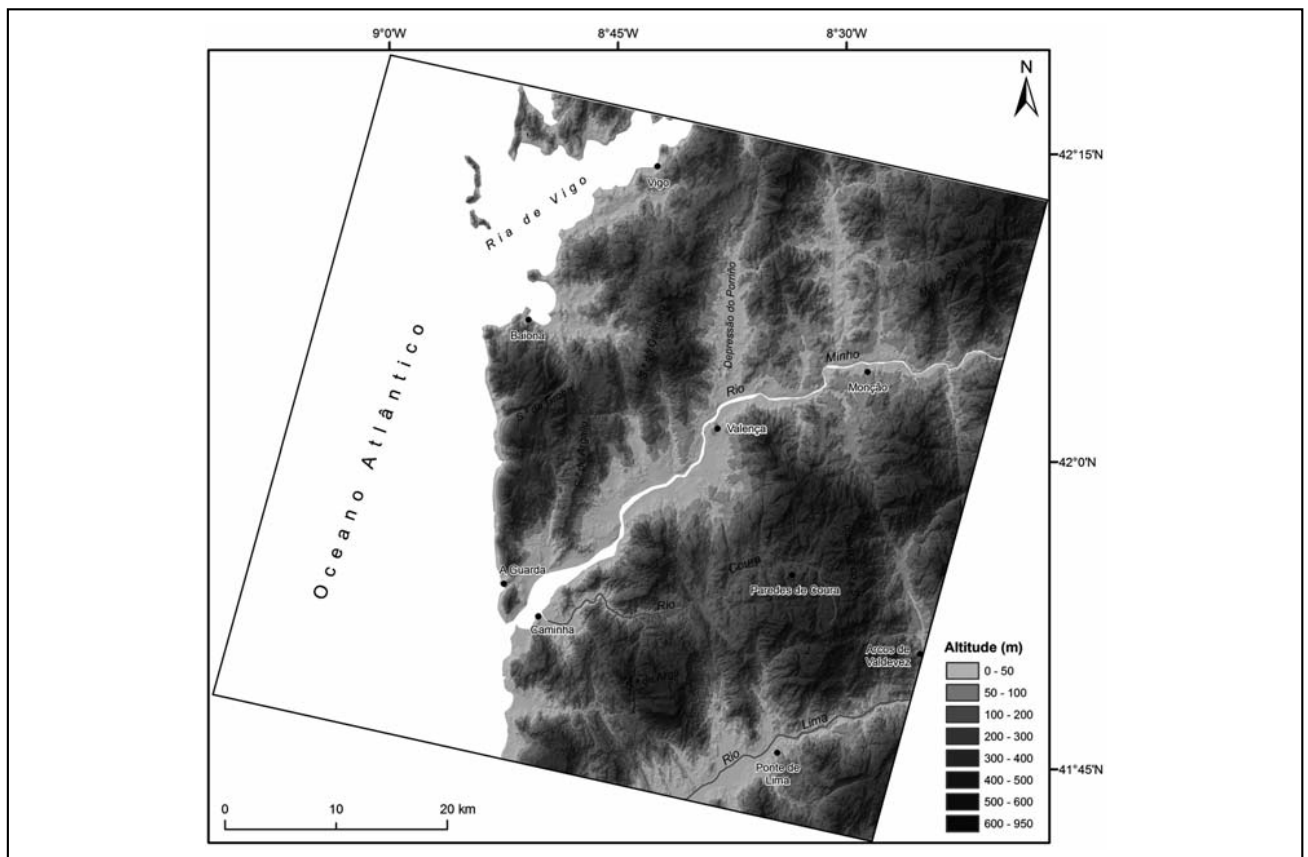 9°0'W
8°45'W
8°30'W
N
42°15'N
Vigo
Ria de Vigo
Depressão do Porriño
Baiona
Oceano Atlântico
Minho
Rio
Monção
Valença
42°0'N
A Guarda
Coura
Paredes de Coura
Rio
Caminha
Arcos de
Valdevez
Altitude (m)
0 - 50
50 - 100
100 - 200
200 - 300
300 - 400
400 - 500
500 - 600
600 - 950
Lima
Rio
Ponte de
Lima
41°45'N
0
10
20 km